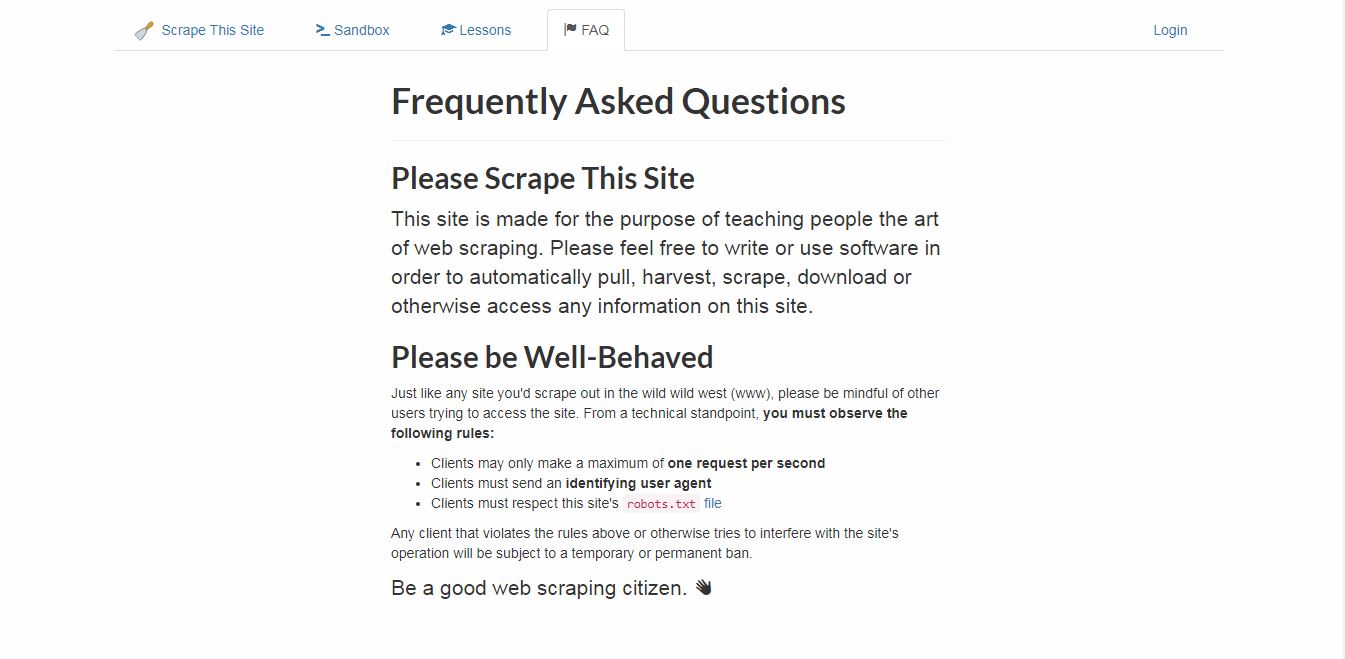 Scrape This Site
Sandbox
Lessons
FAQ
Login
Frequently Asked Questions
Please Scrape This Site
This site is made for the purpose of teaching people the art
of web scraping. Please feel free to write or use software in
order to automatically pull, harvest, scrape, download or
otherwise access any information on this site.
Please be Well-Behaved
Just like any site you'd scrape out in the wild wild west (www), please be mindful of other
users trying to access the site. From a technical standpoint, you must observe the
following rules:
• Clients may only make a maximum of one request per second
• Clients must send an identifying user agent
• Clients must respect this site's robots.txt file
Any client that violates the rules above or otherwise tries to interfere with the site's
operation will be subject to a temporary or permanent ban.
Be a good web scraping citizen.